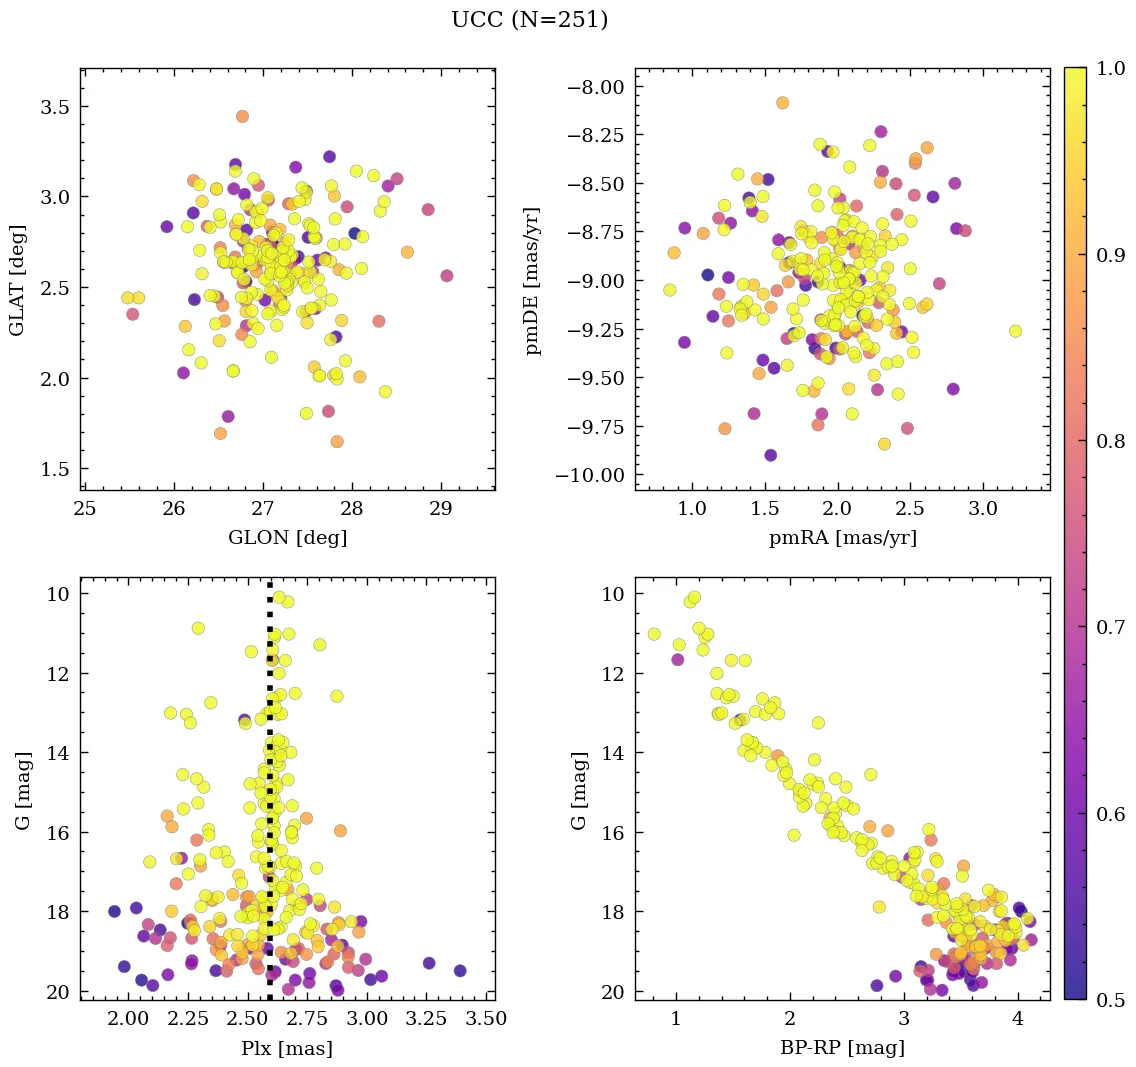 UCC (N=251)
3.5
3.0
2.5
2.0
1.5
GLAT [deg]
25 26 27 28 29
GLON [deg]
−8.00
−8.25
−8.50
−8.75
−9.00
−9.25
−9.50
−9.75
−10.00
pmDE [mas/yr]
1.0 1.5 2.0 2.5 3.0
pmRA [mas/yr]
10
12
14
16
18
20
G [mag]
2.00 2.25 2.50 2.75 3.00 3.25 3.50
Plx [mas]
10
12
14
16
18
20
G [mag]
1 2 3 4
BP-RP [mag]
1.0
0.9
0.8
0.7
0.6
0.5